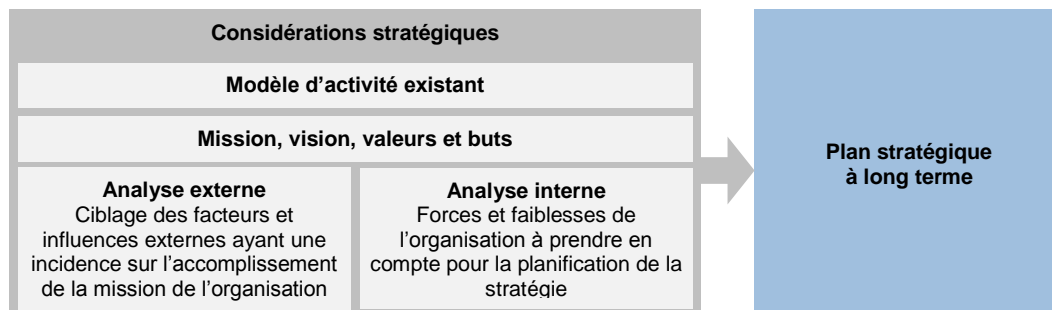 Considérations stratégiques
Modèle d’activité existant
Mission, vision, valeurs et buts
Analyse externe
Ciblage des facteurs et
influences externes ayant une
incidence sur l’accomplissement
de la mission de l’organisation
Analyse interne
Forces et faiblesses de
l’organisation à prendre en
compte pour la planification de la
stratégie
Plan stratégique
à long terme